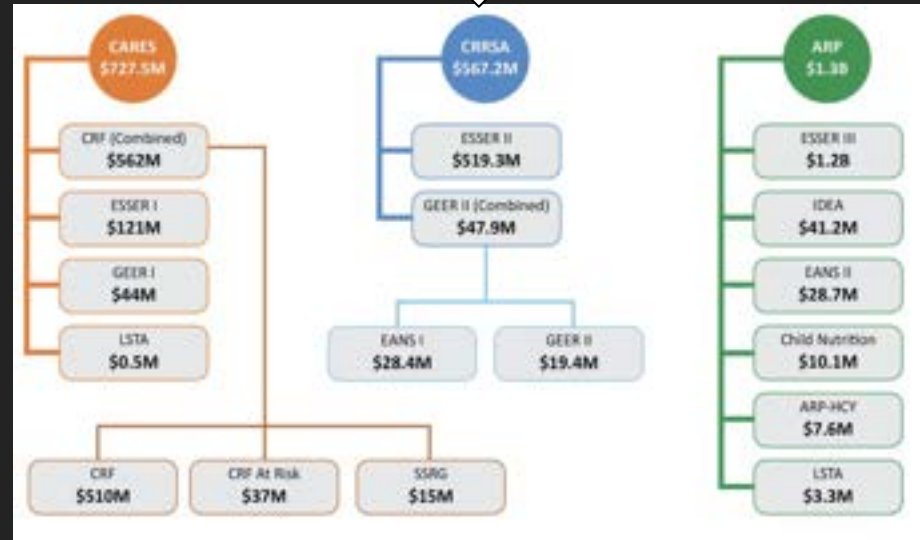 CARES
$727.5M
CRF (Combined)
$562M
ESSER I
$121M
GEER I
$44M
LSTA
$0.5M
CRF
$510M
CRF At Risk
$37M
SSRG
$15M
CRRSA
$567.2M
ESSER II
$519.3M
GEER II (Combined)
$47.9M
EANS I
$28.4M
GEER II
$19.4M
ARP
$1.3B
ESSER III
$1.2B
IDEA
$41.2M
EANS II
$28.7M
Child Nutrition
$10.1M
ARP-HCY
$7.6M
LSTA
$3.3M